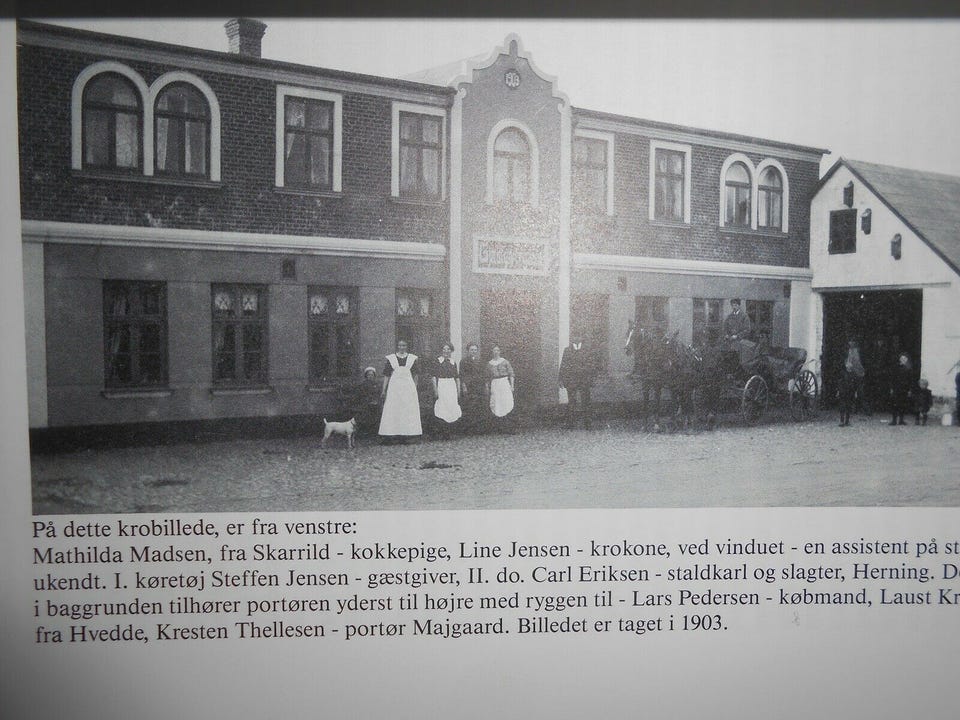 1903
På dette krobillede, er fra venstre:
Mathilda Madsen, fra Skarrild - kokkepige, Line Jensen - krokone, ved vinduet - en assistent på st
ukendt. I. køretøj Steffen Jensen - gæstgiver, II. do. Carl Eriksen - staldkarl og slagter, Herning. De
i baggrunden tilhører portøren yderst til højre med ryggen til - Lars Pedersen - købmand, Laust Kr
fra Hvedde, Kresten Thellesen - portør Majgaard. Billedet er taget i 1903.